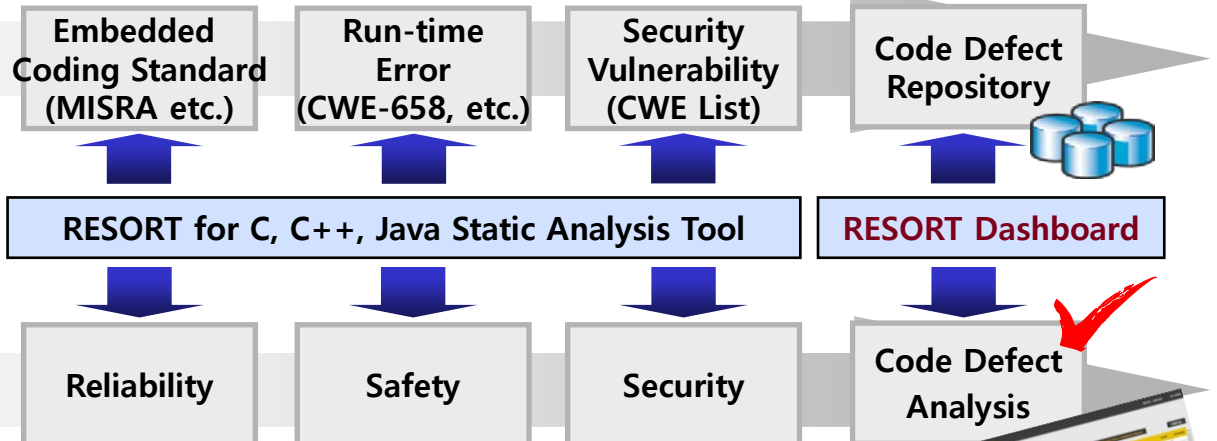 Embedded
Coding Standard
(MISRA etc.)
Run-time
Error
(CWE-658, etc.)
Security
Vulnerability
(CWE List)
Code Defect
Repository
RESORT for C, C++, Java Static Analysis Tool
RESORT Dashboard
Reliability
Safety
Security
Code Defect
Analysis